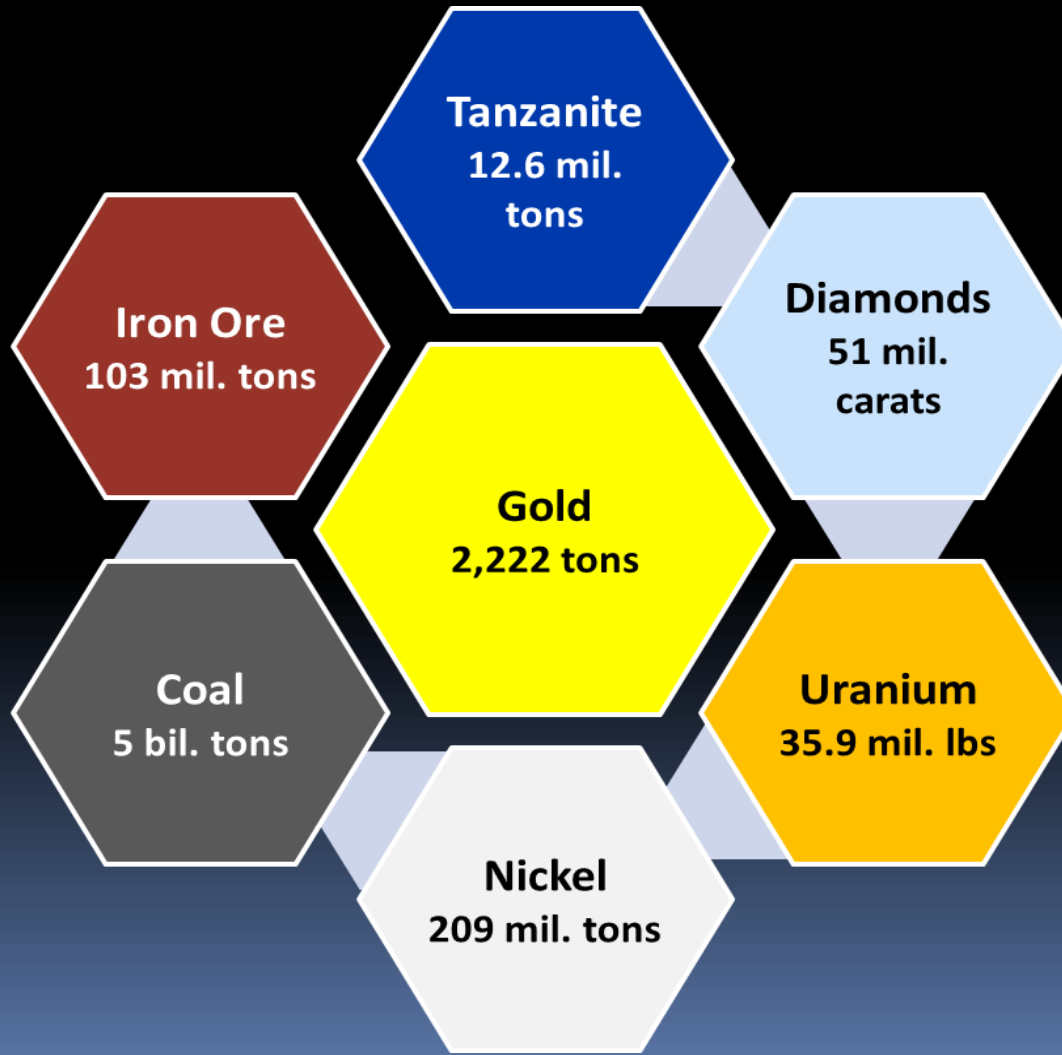 Tanzanite
12.6 mil.
tons
Diamonds
51 mil.
carats
Iron Ore
103 mil. tons
Gold
2,222 tons
Coal
5 bil. tons
Uranium
35.9 mil. lbs
Nickel
209 mil. tons